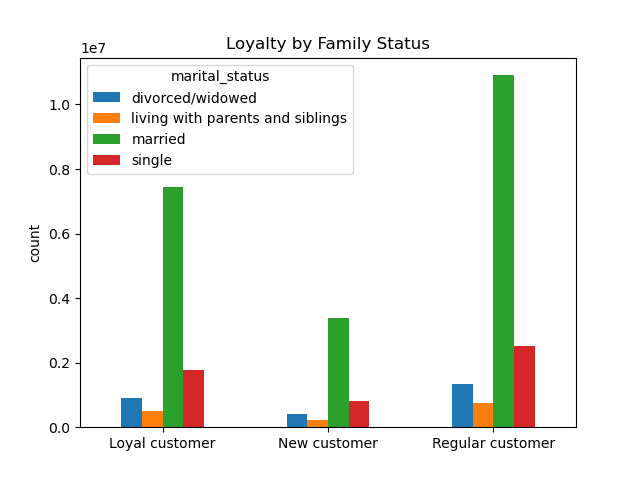 Loyalty by Family Status
1e7
marital_status
divorced/widowed
living with parents and siblings
married
single
1.0
0.8
0.6
0.4
0.2
0.0
count
Loyal customer
New customer
Regular customer